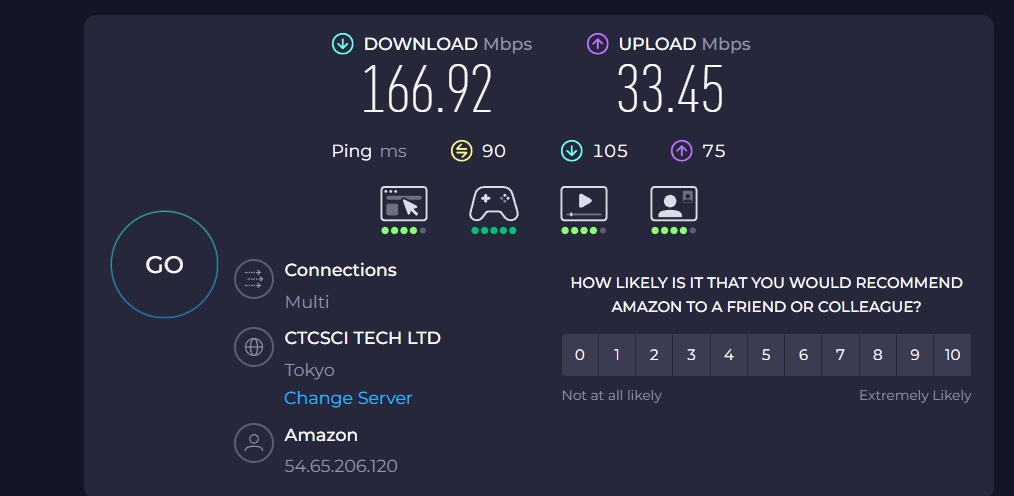 DOWNLOAD Mbps
UPLOAD Mbps
166.92
33.45
Ping ms
90
105
75
GO
Connections
Multi
CTCSCI TECH LTD
Tokyo
Change Server
Amazon
54.65.206.120
HOW LIKELY IS IT THAT YOU WOULD RECOMMEND
AMAZON TO A FRIEND OR COLLEAGUE?
0 1 2 3 4 5 6 7 8 9 10
Not at all likely
Extremely Likely